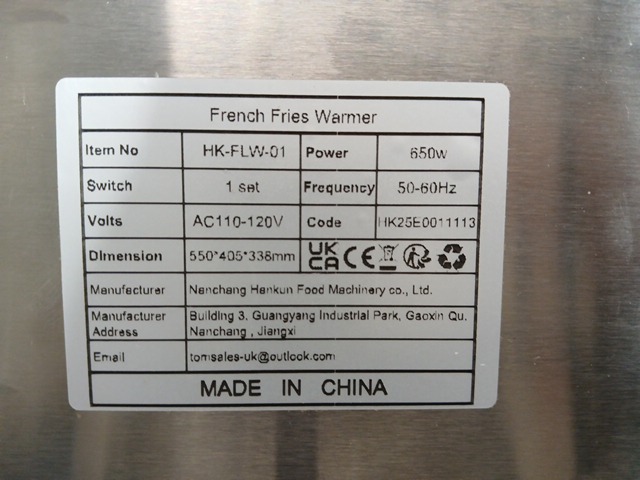 French Fries Warmer
Item No HK-FLW-01 Power 650w
Switch 1 set Frequency 50-60Hz
Volts AC110-120V Code HK25E0011113
Dimension 550*405*338mm UK CA CE
Manufacturer Nanchang Hankun Food Machinery co., Ltd.
Manufacturer Address Building 3, Guangyang Industrial Park, Gaoxin Qu.
Nanchang , Jiangxi
Email tomsales-uk@outlook.com
MADE IN CHINA